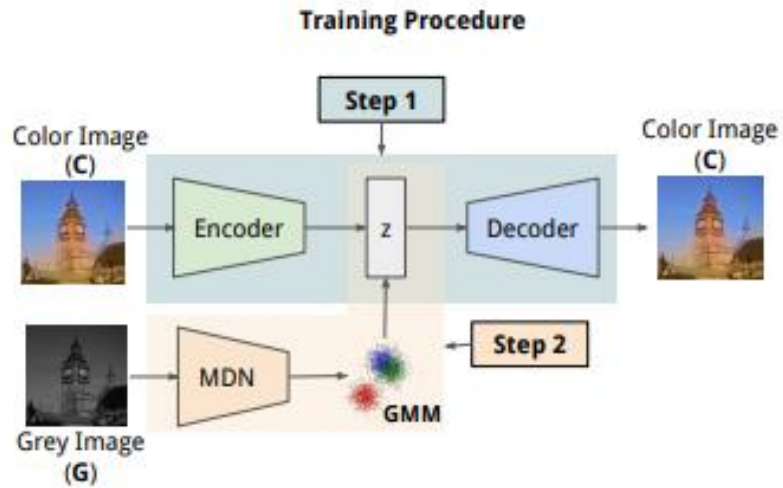 Training Procedure
Step 1
Color Image
(C)
Color Image
(C)
Encoder
z
Decoder
Step 2
MDN
GMM
Grey Image
(G)